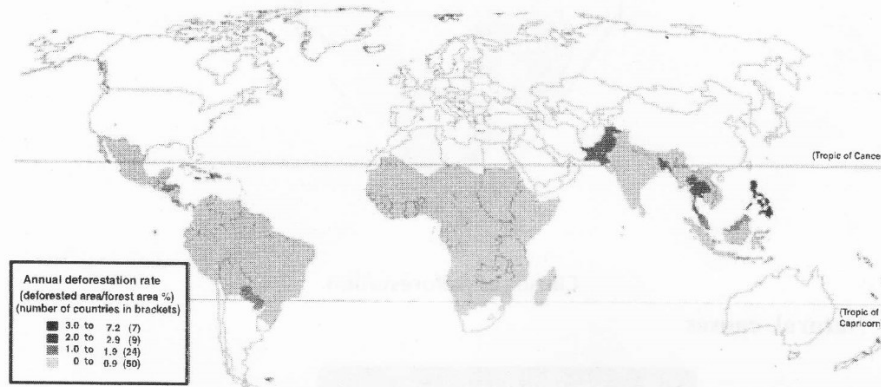 (Tropic of Cancer
(Tropic of
Capricorn
Annual deforestation rate
(deforested area/forest area %)
(number of countries in brackets)
3.0 to 7.2 (7)
2.0 to 2.9 (9)
1.0 to 1.9 (24)
0 to 0.9 (50)